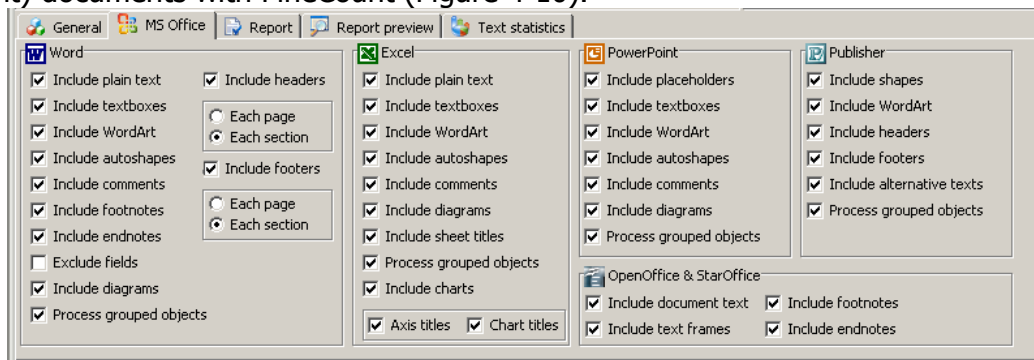 it) documents with FineCount (Figure 4-10).
General MS Office Report Report preview Text statistics
Word
Include plain text
Include textboxes
Include WordArt
Include autoshapes
Include comments
Include footnotes
Include endnotes
Exclude fields
Include diagrams
Process grouped objects
Include headers
Each page
Each section
Include footers
Each page
Each section
Excel
Include plain text
Include textboxes
Include WordArt
Include autoshapes
Include comments
Include diagrams
Include sheet titles
Process grouped objects
Include charts
Axis titles Chart titles
PowerPoint
Include placeholders
Include textboxes
Include WordArt
Include autoshapes
Include comments
Include diagrams
Process grouped objects
Publisher
Include shapes
Include WordArt
Include headers
Include footers
Include alternative texts
Process grouped objects
OpenOffice & StarOffice
Include document text Include footnotes
Include text frames Include endnotes